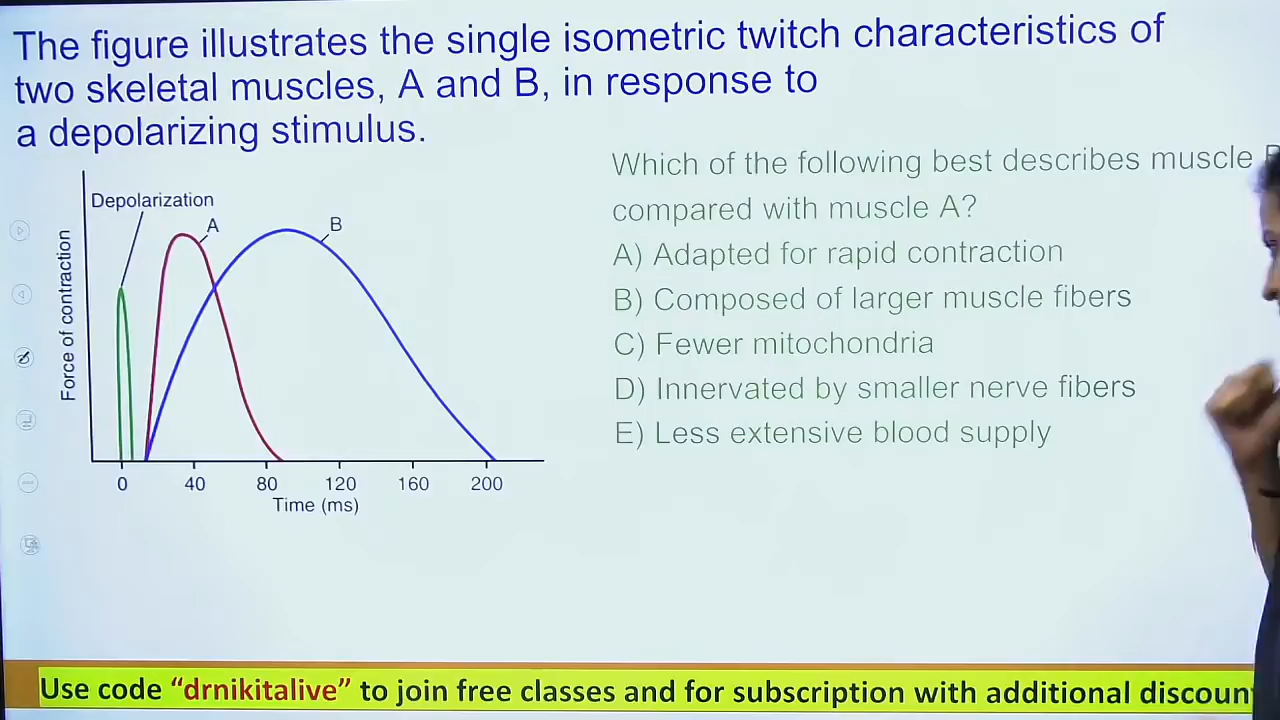 The figure illustrates the single isometric twitch characteristics of
two skeletal muscles, A and B, in response to
a depolarizing stimulus.
Which of the following best describes muscle
compared with muscle A?
A) Adapted for rapid contraction
B) Composed of larger muscle fibers
C) Fewer mitochondria
D) Innervated by smaller nerve fibers
E) Less extensive blood supply
Depolarization
A
B
Force of contraction
0 40 80 120 160 200
Time (ms)
Use code “drnikitalive” to join free classes and for subscription with additional discoun